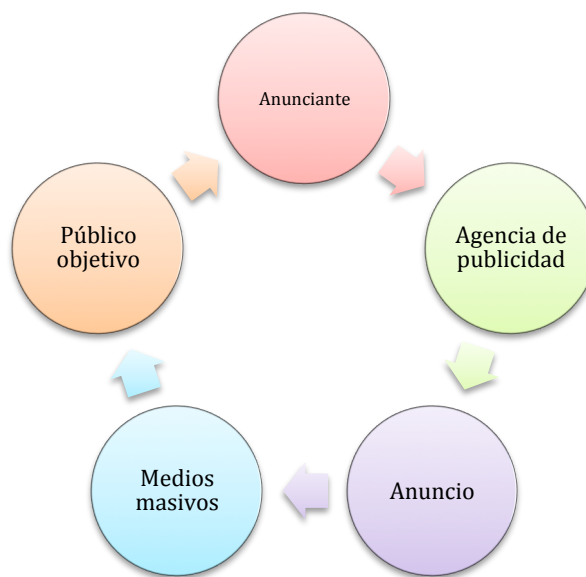 Anunciante
Agencia de
publicidad
Anuncio
Medios
masivos
Público
objetivo